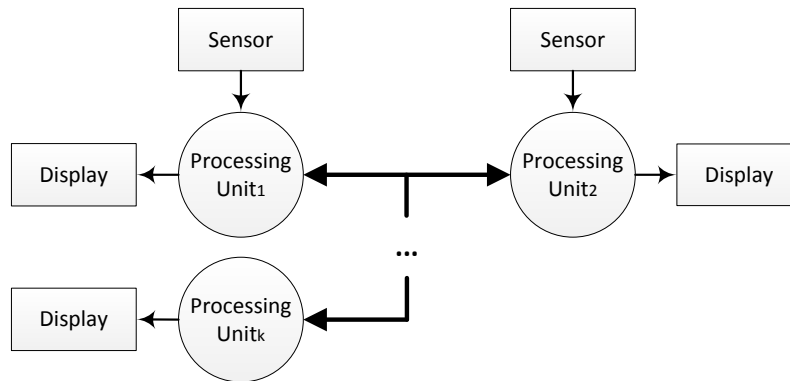 Sensor
Sensor
Display
Processing
Unit1
Processing
Unit2
Display
...
Display
Processing
Unitk